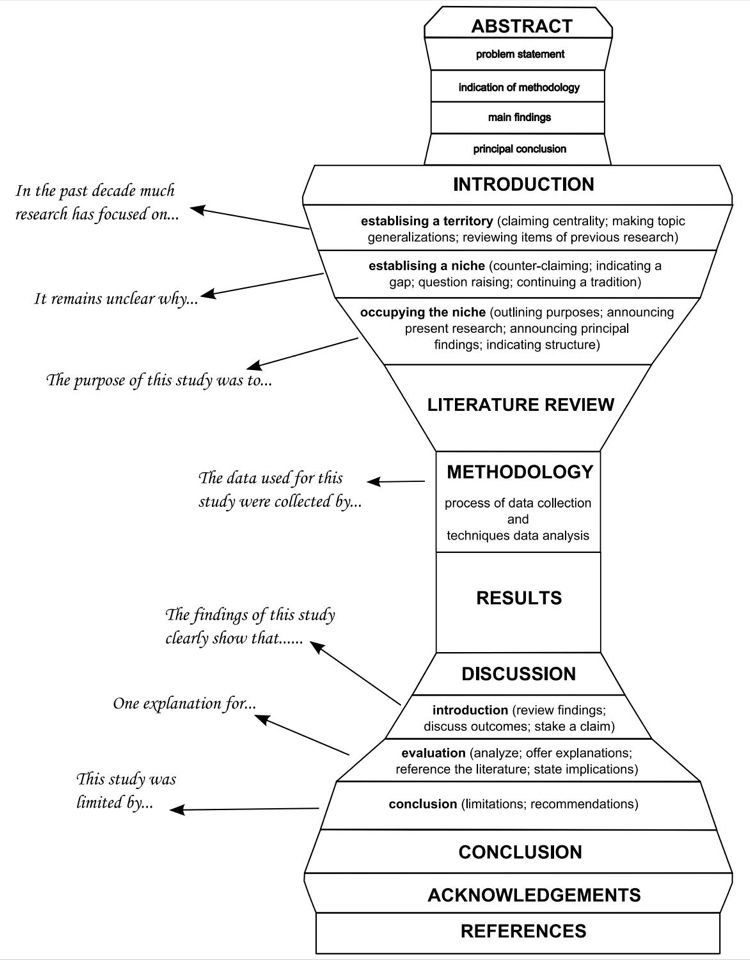 ABSTRACT
problem statement
indication of methodology
main findings
principal conclusion
INTRODUCTION
In the past decade much
research has focused on...
establising a territory (claiming centrality; making topic
generalizations; reviewing items of previous research)
establising a niche (counter-claiming; indicating a
gap; question raising; continuing a tradition)
It remains unclear why...
occupying the niche (outlining purposes; announcing
present research; announcing principal
findings; indicating structure)
The purpose of this study was to...
LITERATURE REVIEW
METHODOLOGY
The data used for this
study were collected by...
process of data collection
and
techniques data analysis
RESULTS
The findings of this study
clearly show that......
DISCUSSION
introduction (review findings;
discuss outcomes; stake a claim)
One explanation for...
evaluation (analyze; offer explanations;
reference the literature; state implications)
This study was
limited by...
conclusion (limitations; recommendations)
CONCLUSION
ACKNOWLEDGEMENTS
REFERENCES